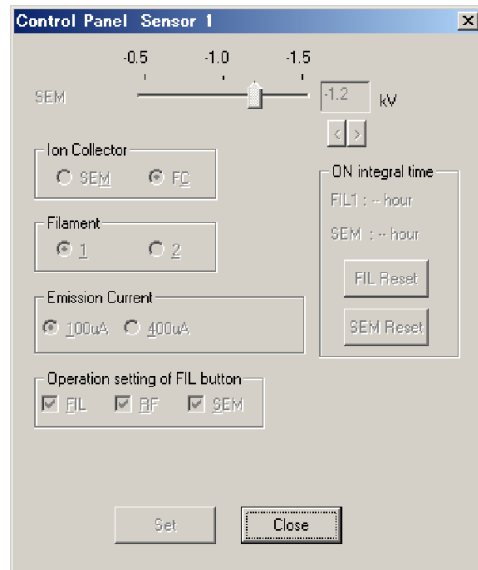 Control Panel Sensor 1
-0.5 -1.0 -1.5
SEM -1.2 kV
< >
Ion Collector
SEM FC
ON integral time
FIL1 : -- hour
SEM : -- hour
FIL Reset
SEM Reset
Filament
1 2
Emission Current
100uA 400uA
Operation setting of FIL button
FIL RF SEM
Set Close